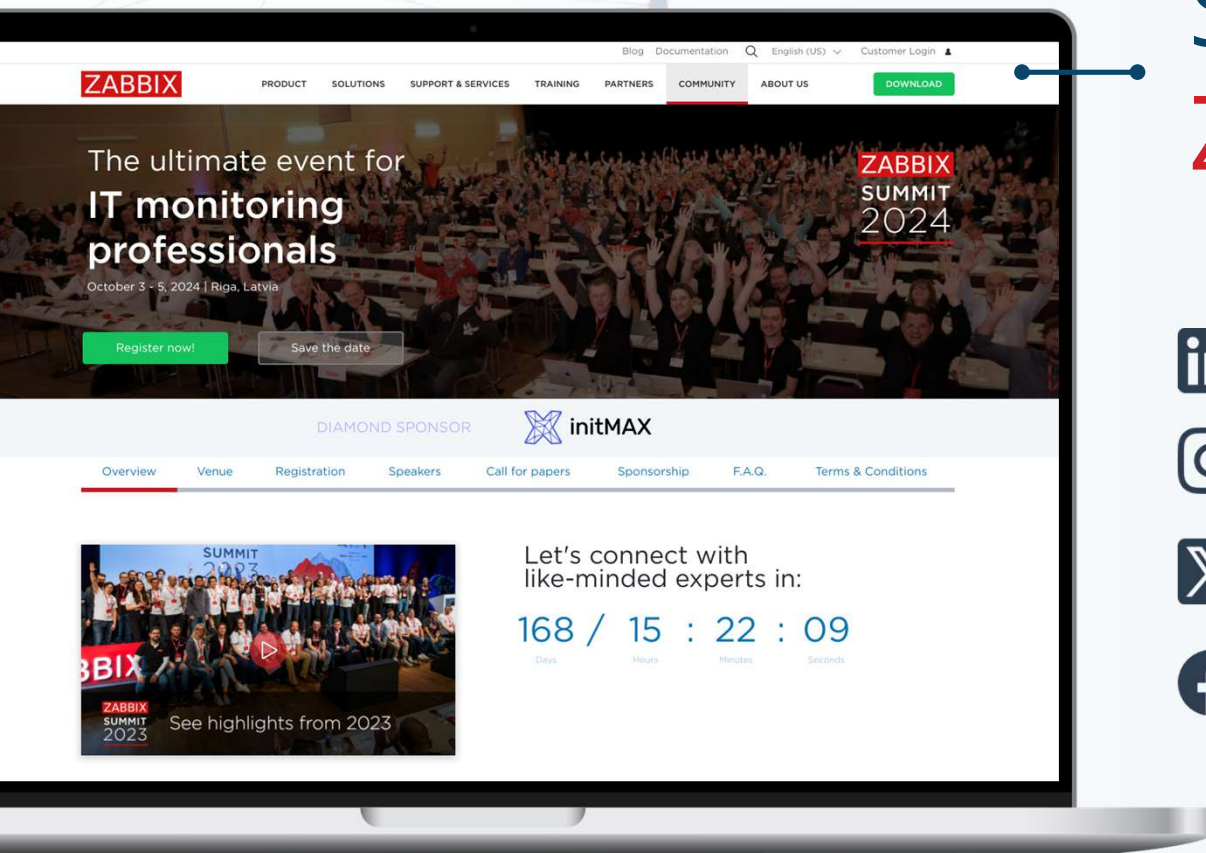 Blog Documentation English (US) Customer Login
ZABBIX PRODUCT SOLUTIONS SUPPORT & SERVICES TRAINING PARTNERS COMMUNITY ABOUT US DOWNLOAD
The ultimate event for
IT monitoring
professionals
October 3 - 5, 2024 | Riga, Latvia
Register now! Save the date
ZABBIX
SUMMIT
2024
DIAMOND SPONSOR initMAX
Overview Venue Registration Speakers Call for papers Sponsorship F.A.Q. Terms & Conditions
SUMMIT
2023
BBIX
ZABBIX
SUMMIT
2023
See highlights from 2023
Let's connect with
like-minded experts in:
168 / 15 : 22 : 09
Days Hours Minutes Seconds